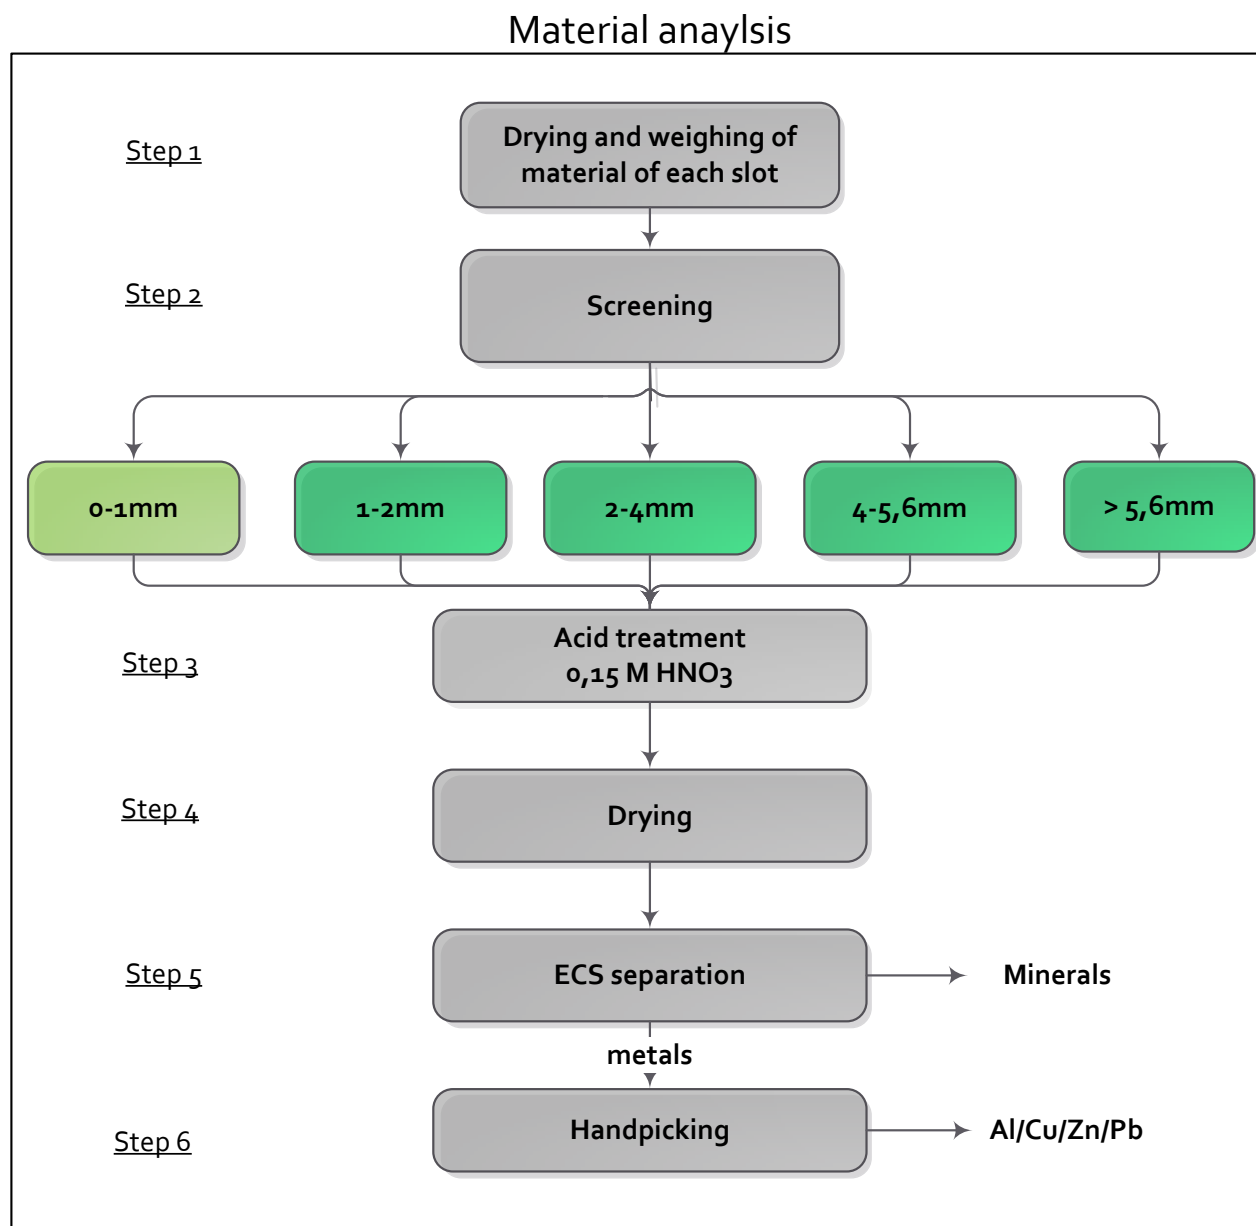 Material anaylsis
Step 1
Drying and weighing of
material of each slot
Step 2
Screening
0-1mm
1-2mm
2-4mm
4-5,6mm
> 5,6mm
Step 3
Acid treatment
0,15 M HNO3
Step 4
Drying
Step 5
ECS separation
Minerals
metals
Step 6
Handpicking
Al/Cu/Zn/Pb